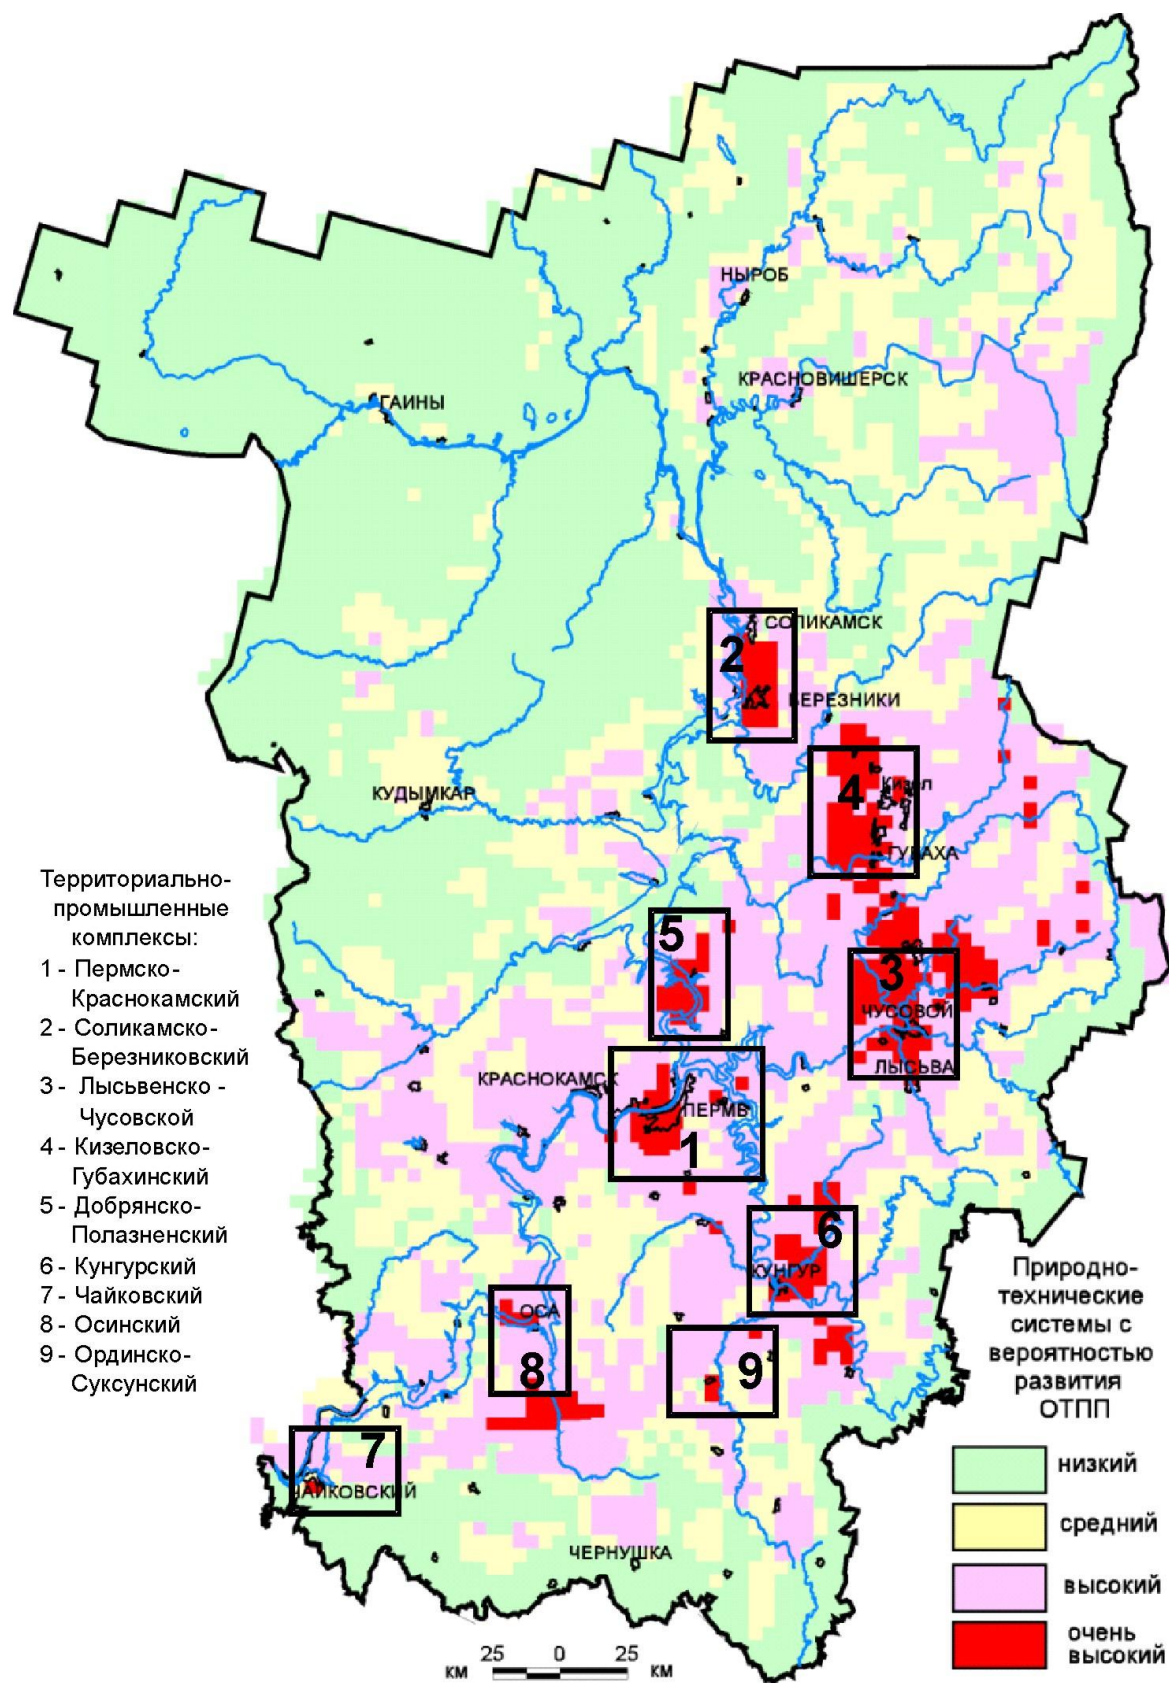 НЫРОБ
КРАСНОВИШЕРСК
ГАИНЫ
СОЛИКАМСК
2
БЕРЕЗНИКИ
КУДЫМКАР
Кизел
4
ГУБАХА
5
3
ЧУСОВОЙ
ЛЫСЬВА
КРАСНОКАМСК
ПЕРМЬ
1
6
КУНГУР
ОСА
8
9
7
ЧАЙКОВСКИЙ
ЧЕРНУШКА
Территориально-
промышленные
комплексы:
1 - Пермско-
Краснокамский
2 - Соликамско-
Березниковский
3 - Лысьвенско -
Чусовской
4 - Кизеловско-
Губахинский
5 - Добрянско-
Полазненский
6 - Кунгурский
7 - Чайковский
8 - Осинский
9 - Ординско-
Суксунский
Природно-
технические
системы с
вероятностью
развития
ОТПП
низкий
средний
высокий
очень
высокий
25 0 25
км км